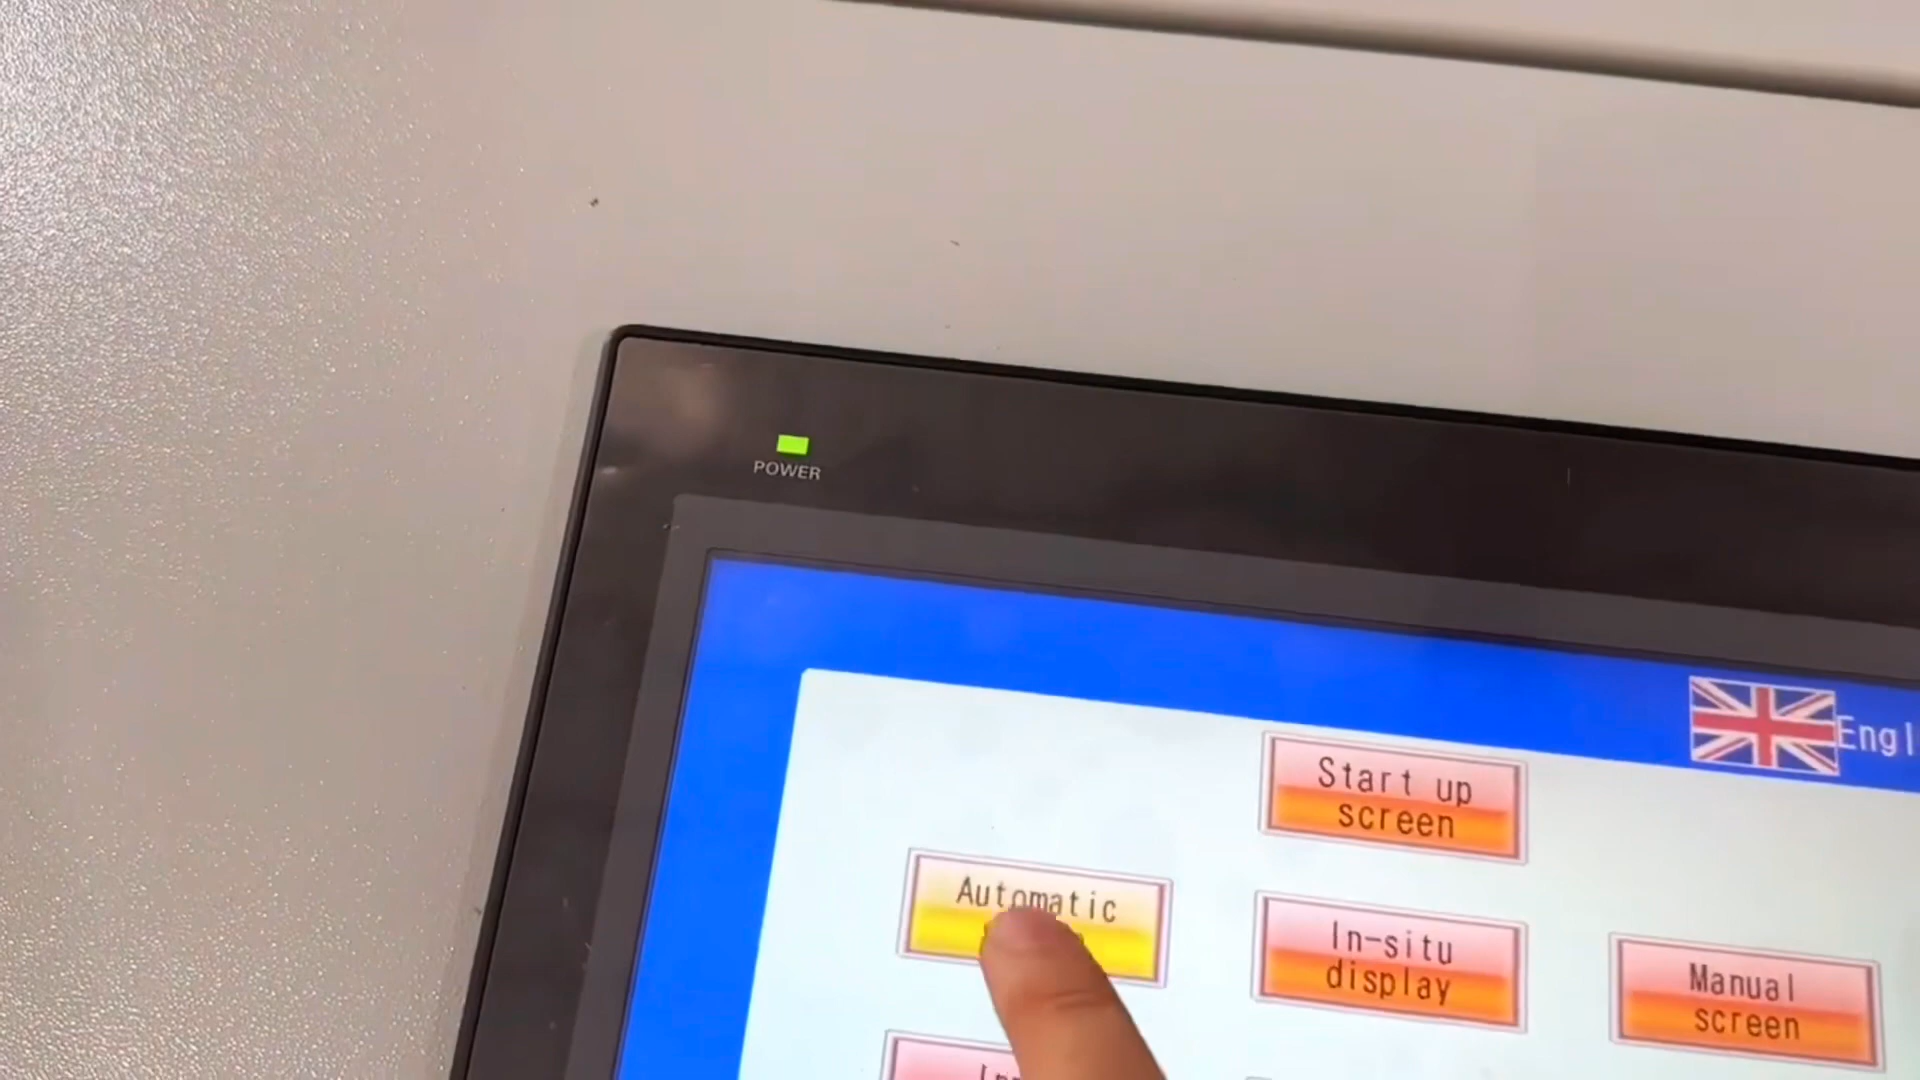 POWER
Engl
Start up
screen
Automatic
In-situ
display
Manual
screen